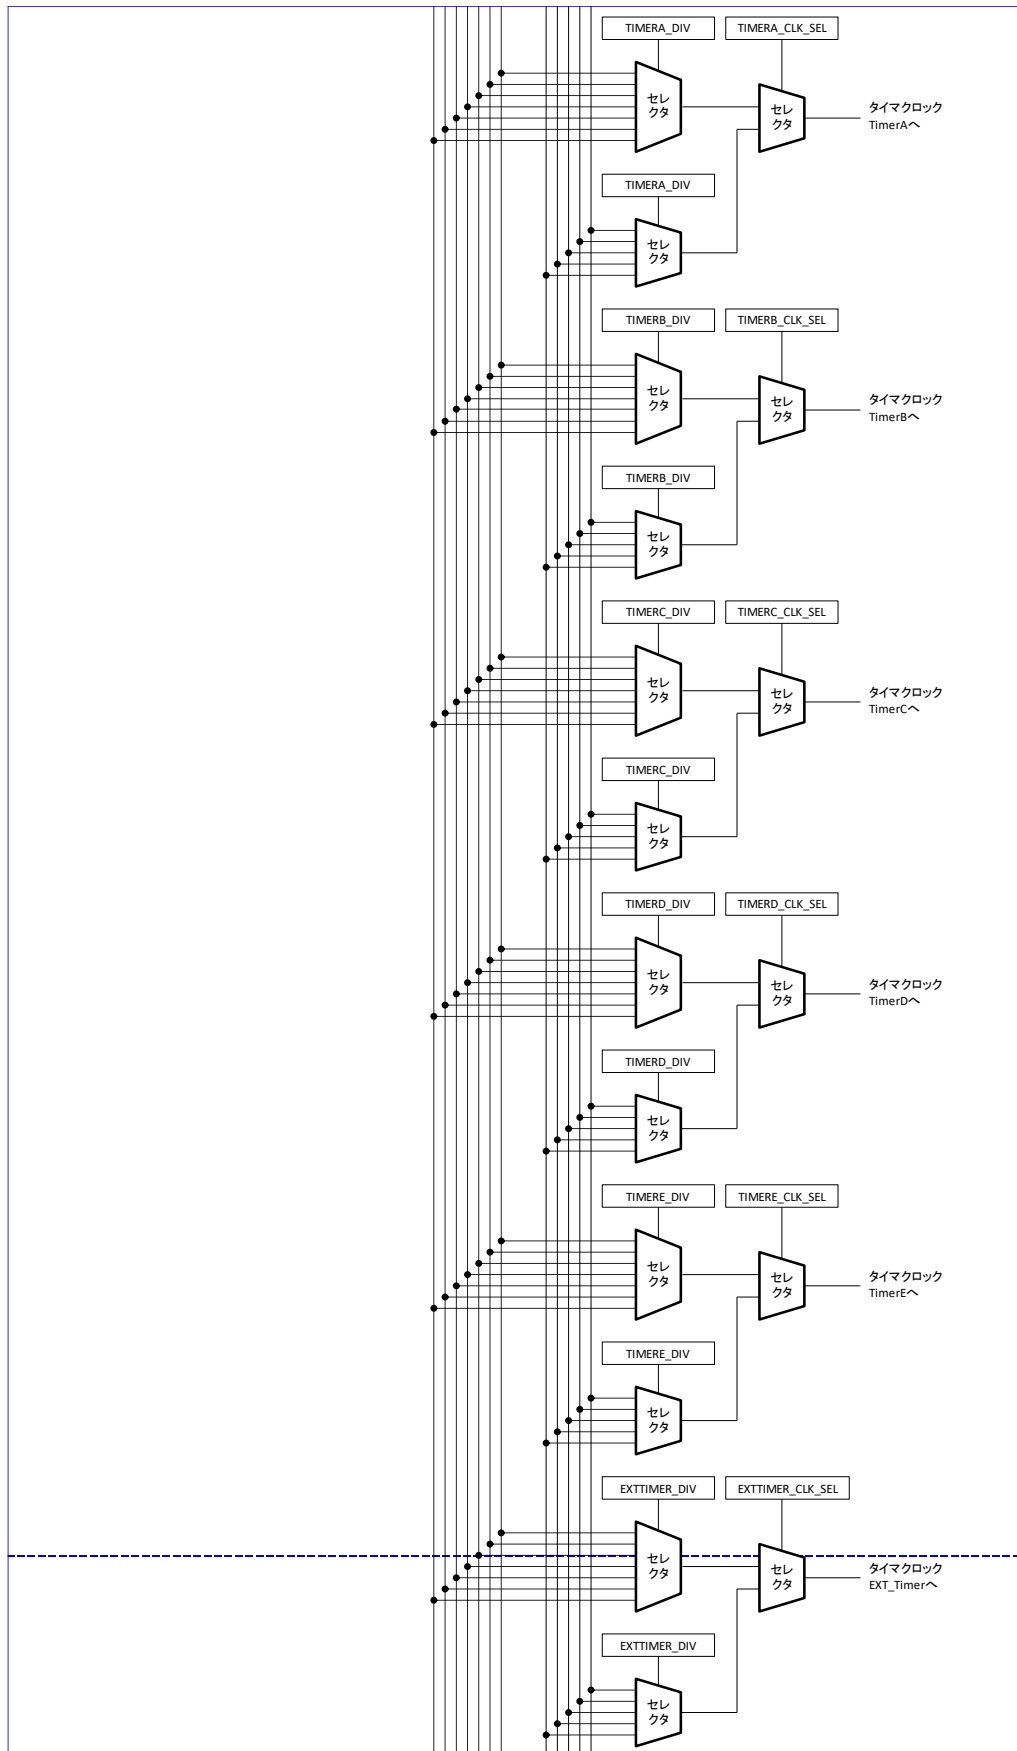 TIMERA_DIV
TIMERA_CLK_SEL
セレ
クタ
セレ
クタ
タイマクロック
TimerAへ
TIMERA_DIV
セレ
クタ
TIMERB_DIV
TIMERB_CLK_SEL
セレ
クタ
セレ
クタ
タイマクロック
TimerBへ
TIMERB_DIV
セレ
クタ
TIMERC_DIV
TIMERC_CLK_SEL
セレ
クタ
セレ
クタ
タイマクロック
TimerCへ
TIMERC_DIV
セレ
クタ
TIMERD_DIV
TIMERD_CLK_SEL
セレ
クタ
セレ
クタ
タイマクロック
TimerDへ
TIMERD_DIV
セレ
クタ
TIMERE_DIV
TIMERE_CLK_SEL
セレ
クタ
セレ
クタ
タイマクロック
TimerEへ
TIMERE_DIV
セレ
クタ
EXTTIMER_DIV
EXTTIMER_CLK_SEL
セレ
クタ
セレ
クタ
タイマクロック
EXT_Timerへ
EXTTIMER_DIV
セレ
クタ